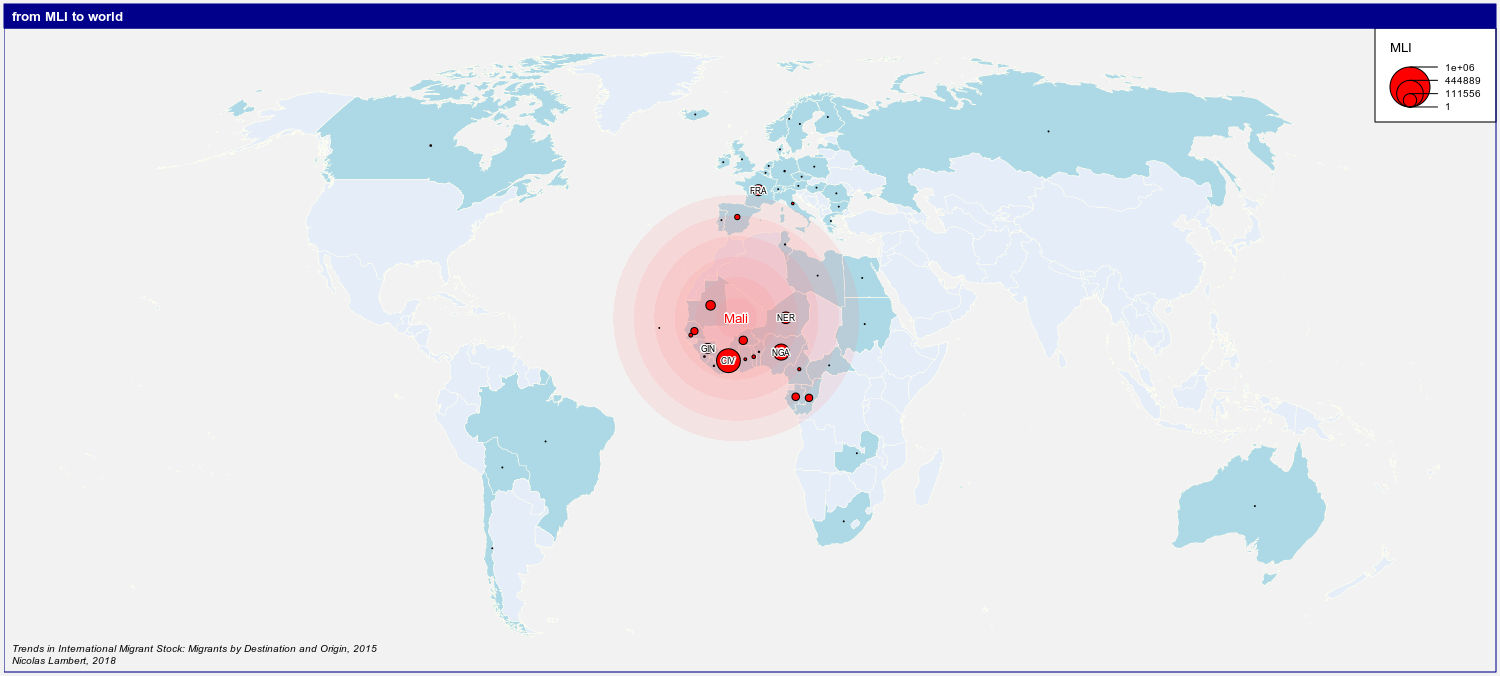 from MLI to world
MLI
1e+06
444889
111556
1
FRA
Mali
NER
GIN
CIV
NGA
Trends in International Migrant Stock: Migrants by Destination and Origin, 2015
Nicolas Lambert, 2018